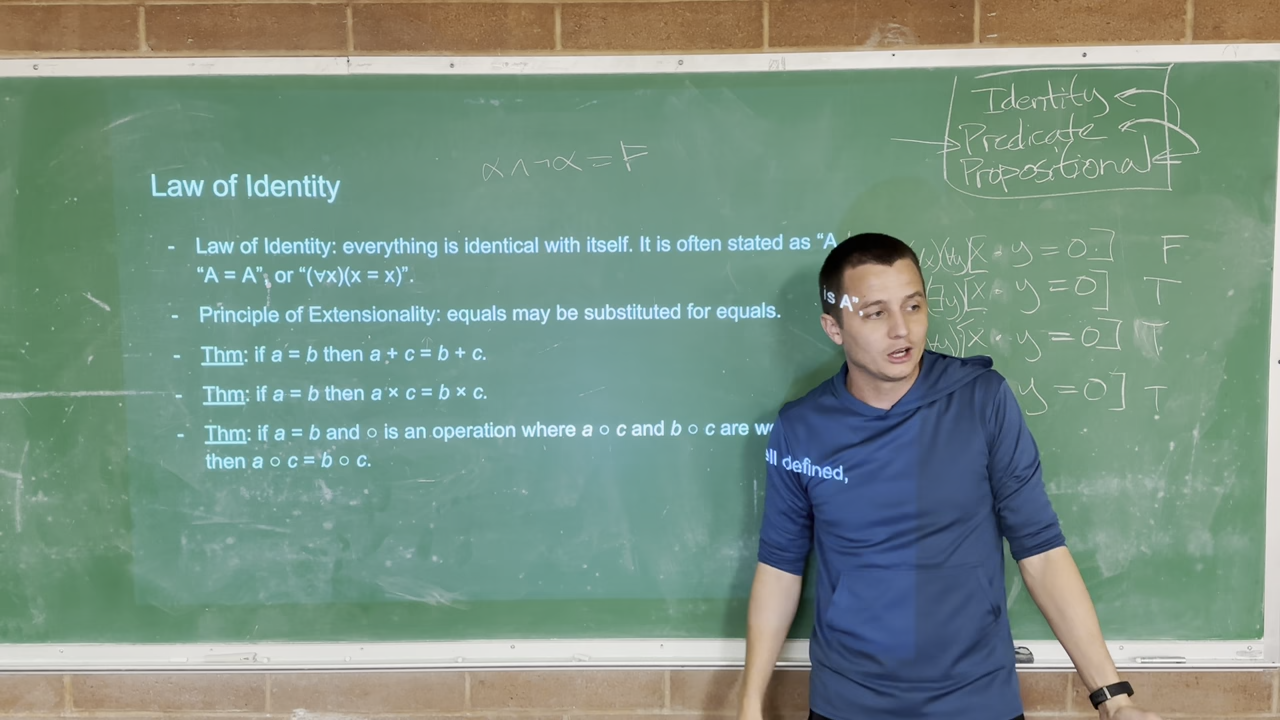 Identity
Predicate
Propositional
α ∧ ¬α = F
Law of Identity
- Law of Identity: everything is identical with itself. It is often stated as “A is A”,
“A = A”, or “(∀x)(x = x)”.
- Principle of Extensionality: equals may be substituted for equals.
- Thm: if a = b then a + c = b + c.
- Thm: if a = b then a × c = b × c.
- Thm: if a = b and ○ is an operation where a ○ c and b ○ c are well defined,
then a ○ c = b ○ c.
x)(∀y)[x · y = 0.] F
∃y)[x · y = 0] T
∀y)[x · y = 0] T
y = 0] T